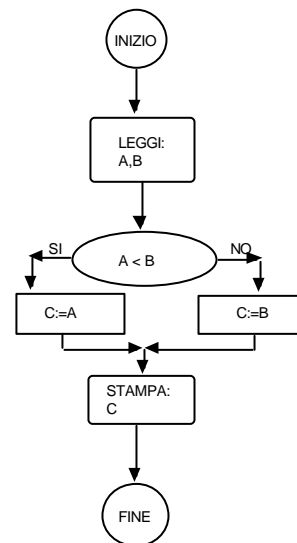 INIZIO
LEGGI:
A,B
SI
A < B
NO
C:=A
C:=B
STAMPA:
C
FINE